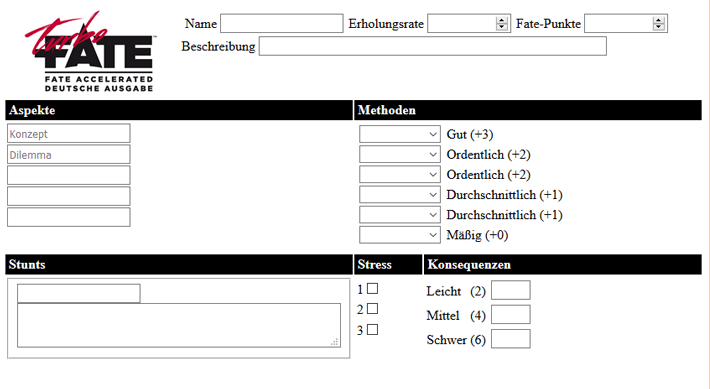 Turbo
FATE™
FATE ACCELERATED
DEUTSCHE AUSGABE
Name Erholungsrate Fate-Punkte
Beschreibung
Aspekte
Konzept
Dilemma
Methoden
Gut (+3)
Ordentlich (+2)
Ordentlich (+2)
Durchschnittlich (+1)
Durchschnittlich (+1)
Mäßig (+0)
Stunts
Stress
1
2
3
Konsequenzen
Leicht (2)
Mittel (4)
Schwer (6)